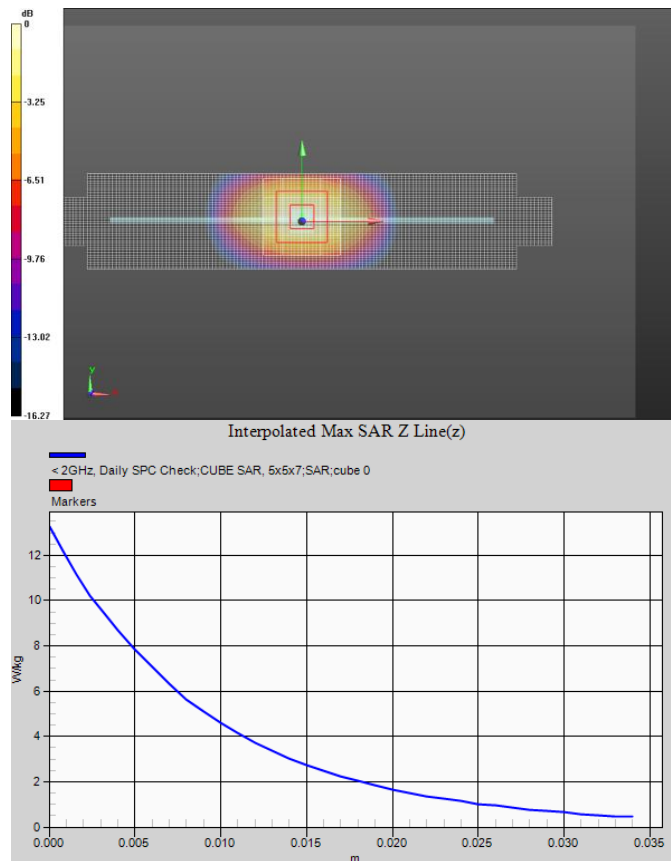 dB
0
-3.25
-6.51
-9.76
-13.02
-16.27
Y
Interpolated Max SAR Z Line(z)
< 2GHz, Daily SPC Check;CUBE SAR, 5x5x7;SAR;cube 0
Markers
12
10
8
6
4
2
0
W/kg
0.000 0.005 0.010 0.015 0.020 0.025 0.030 0.035
m